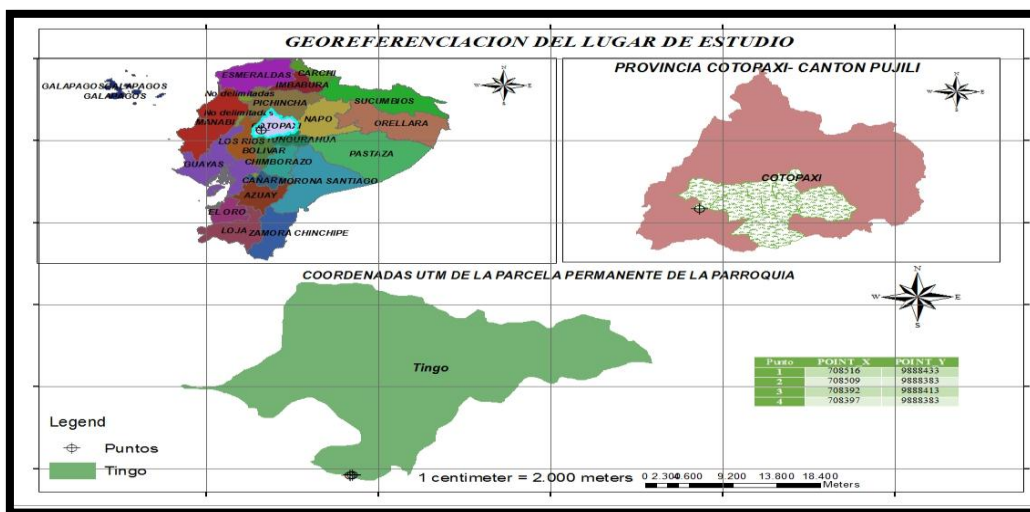 GEOREFERENCIACION DEL LUGAR DE ESTUDIO
GALAPAGOS
GALAPAGOS
GALAPAGOS
ESMERALDAS
CARCHI
IMBABURA
No delimitadas
PICHINCHA
SUCUMBIOS
No delimitadas
MANABI
NAPO
ORELLARA
OTOPAXI
LOS RIOS
TUNGURAHUA
BOLIVAR
PASTAZA
GUAYAS
CHIMBORAZO
CAÑAR
MORONA SANTIAGO
AZUAY
EL ORO
LOJA
ZAMORA CHINCHIPE
N
W E
S
PROVINCIA COTOPAXI- CANTON PUJILI
COTOPAXI
N
W E
S
COORDENADAS UTM DE LA PARCELA PERMANENTE DE LA PARROQUIA
N
W E
S
Tingo
Punto POINT_X POINT_Y
1 708516 9888433
2 708509 9888383
3 708392 9888413
4 708397 9888383
Legend
Puntos
Tingo
1 centimeter = 2.000 meters
0 2.300 4.600 9.200 13.800 18.400
Meters